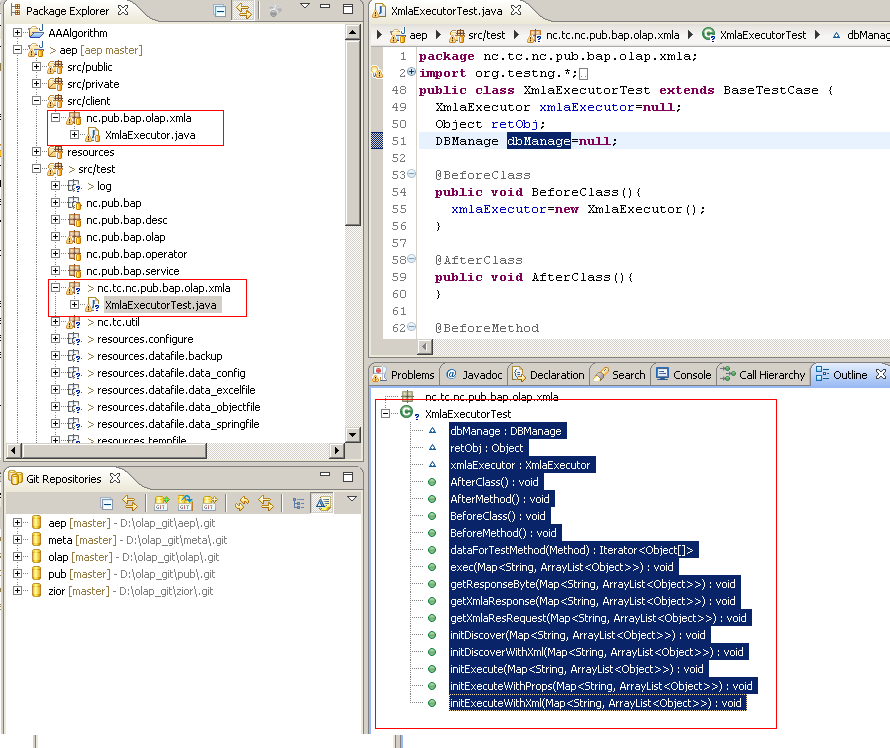 Package Explorer
AAAlgorithm
> aep [aep master]
src/public
src/private
src/client
nc.pub.bap.olap.xmla
XmlaExecutor.java
resources
> src/test
> log
nc.pub.bap
nc.pub.bap.desc
nc.pub.bap.olap
nc.pub.bap.operator
nc.pub.bap.service
> nc.tc.nc.pub.bap.olap.xmla
XmlaExecutorTest.java
> nc.tc.util
> resources.configure
> resources.datafile.backup
> resources.datafile.data_config
> resources.datafile.data_excelfile
> resources.datafile.data_objectfile
> resources.datafile.data_springfile
> resources.tempfile
Git Repositories
aep [master] - D:\olap_git\aep\.git
meta [master] - D:\olap_git\meta\.git
olap [master] - D:\olap_git\olap\.git
pub [master] - D:\olap_git\pub\.git
zior [master] - D:\olap_git\zior\.git
XmlaExecutorTest.java
aep src/test nc.tc.nc.pub.bap.olap.xmla XmlaExecutorTest dbManag
1 package nc.tc.nc.pub.bap.olap.xmla;
2 import org.testng.*;
48 public class XmlaExecutorTest extends BaseTestCase {
49 XmlaExecutor xmlaExecutor=null;
50 Object retObj;
51 DBManage dbManage=null;
52
53 @BeforeClass
54 public void BeforeClass(){
55 xmlaExecutor=new XmlaExecutor();
56 }
57
58 @AfterClass
59 public void AfterClass(){
60 }
61
62 @BeforeMethod
Problems Javadoc Declaration Search Console Call Hierarchy Outline
nc.tc.nc.pub.bap.olap.xmla
XmlaExecutorTest
dbManage : DBManage
retObj : Object
xmlaExecutor : XmlaExecutor
AfterClass() : void
AfterMethod() : void
BeforeClass() : void
BeforeMethod() : void
dataForTestMethod(Method) : Iterator<Object[]>
exec(Map<String, ArrayList<Object>>) : void
getResponseByte(Map<String, ArrayList<Object>>) : void
getXmlaResponse(Map<String, ArrayList<Object>>) : void
getXmlaResRequest(Map<String, ArrayList<Object>>) : void
initDiscover(Map<String, ArrayList<Object>>) : void
initDiscoverWithXml(Map<String, ArrayList<Object>>) : void
initExecute(Map<String, ArrayList<Object>>) : void
initExecuteWithProps(Map<String, ArrayList<Object>>) : void
initExecuteWithXml(Map<String, ArrayList<Object>>) : void